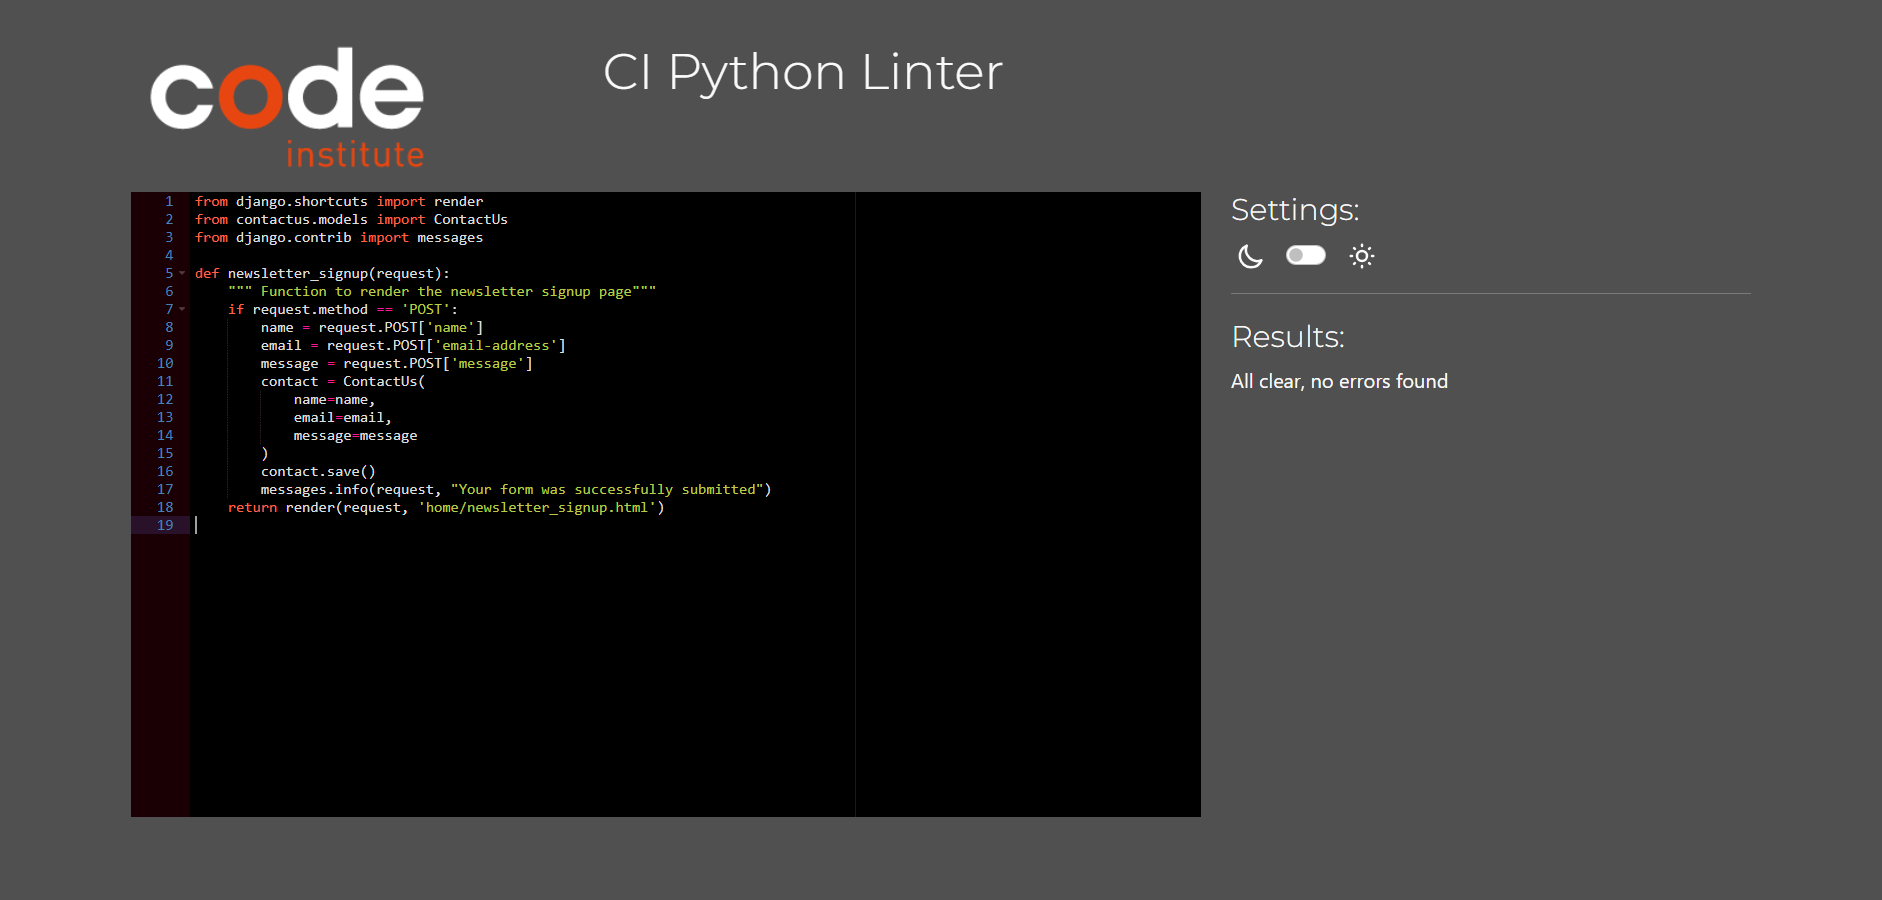 code
institute
CI Python Linter
1 from django.shortcuts import render
2 from contactus.models import ContactUs
3 from django.contrib import messages
4
5 def newsletter_signup(request):
6     """ Function to render the newsletter signup page"""
7     if request.method == 'POST':
8         name = request.POST['name']
9         email = request.POST['email-address']
10         message = request.POST['message']
11         contact = ContactUs(
12             name=name,
13             email=email,
14             message=message
15         )
16         contact.save()
17         messages.info(request, "Your form was successfully submitted")
18     return render(request, 'home/newsletter_signup.html')
19
Settings:
Results:
All clear, no errors found